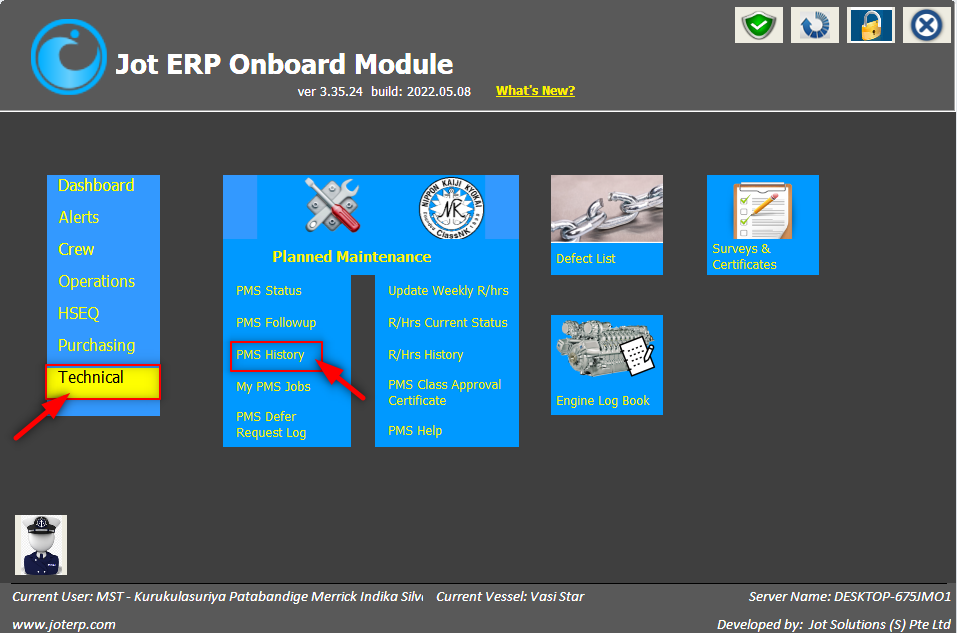 Jot ERP Onboard Module
ver 3.35.24 build: 2022.05.08 What's New?
Dashboard
Alerts
Crew
Operations
HSEQ
Purchasing
Technical
NIPPON KAIJI KYOKAI
NK
ClassNK
Planned Maintenance
PMS Status
PMS Followup
PMS History
My PMS Jobs
PMS Defer
Request Log
Update Weekly R/hrs
R/Hrs Current Status
R/Hrs History
PMS Class Approval
Certificate
PMS Help
Defect List
Engine Log Book
Surveys &
Certificates
Current User: MST - Kurukulasuriya Patabandige Merrick Indika Silv Current Vessel: Vasi Star Server Name: DESKTOP-675JMO1
www.joterp.com Developed by: Jot Solutions (S) Pte Ltd